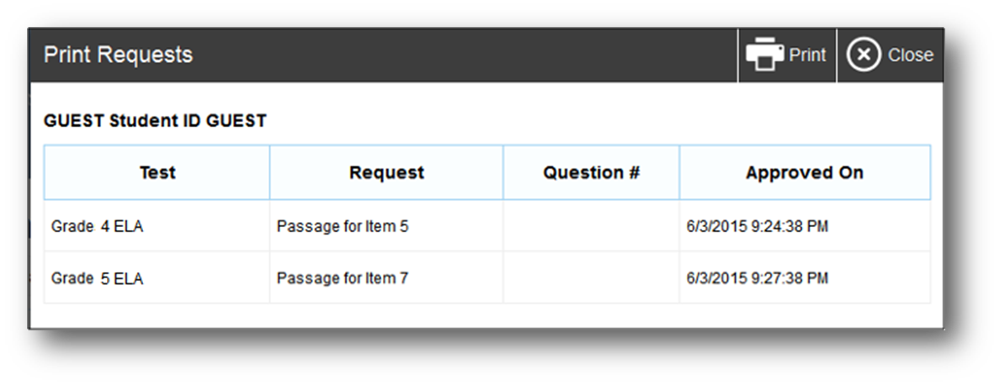 Print Requests Print Close
GUEST Student ID GUEST
Test Request Question # Approved On
Grade 4 ELA Passage for Item 5 6/3/2015 9:24:38 PM
Grade 5 ELA Passage for Item 7 6/3/2015 9:27:38 PM